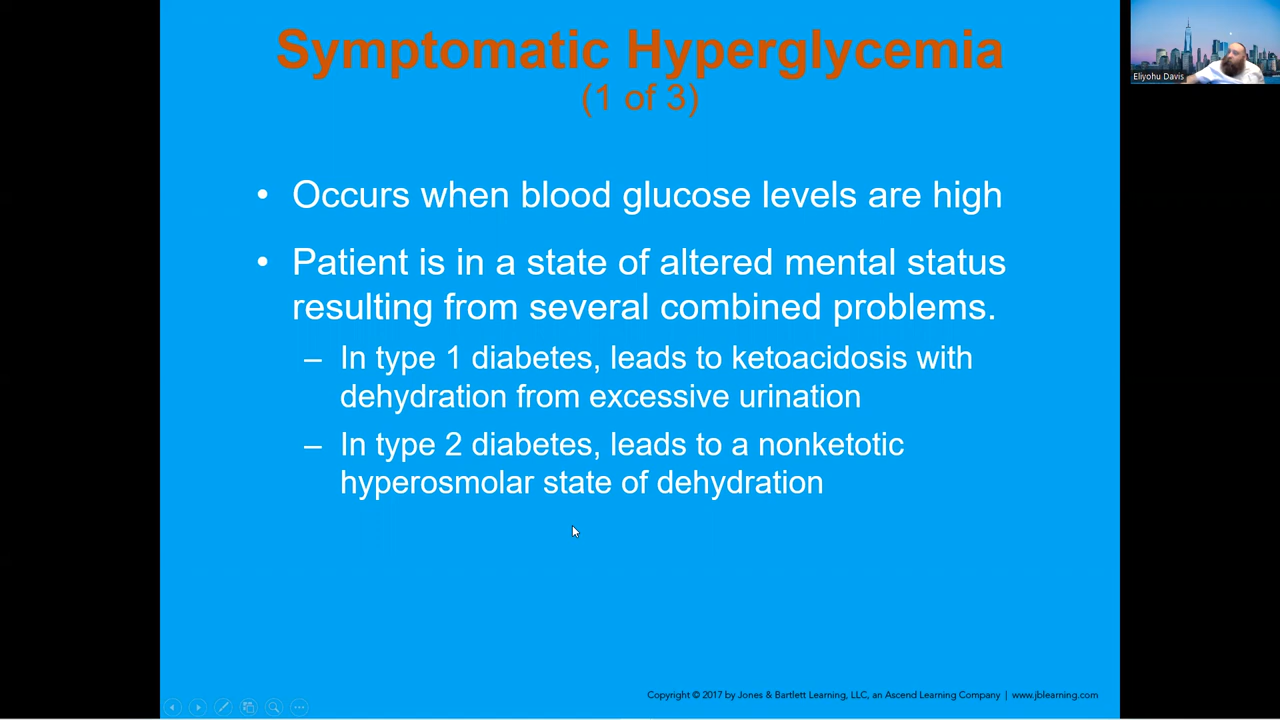 Symptomatic Hyperglycemia
(1 of 3)
Eliyohu Davis
• Occurs when blood glucose levels are high
• Patient is in a state of altered mental status
resulting from several combined problems.
– In type 1 diabetes, leads to ketoacidosis with
dehydration from excessive urination
– In type 2 diabetes, leads to a nonketotic
hyperosmolar state of dehydration
Copyright © 2017 by Jones & Bartlett Learning, LLC, an Ascend Learning Company | www.jblearning.com